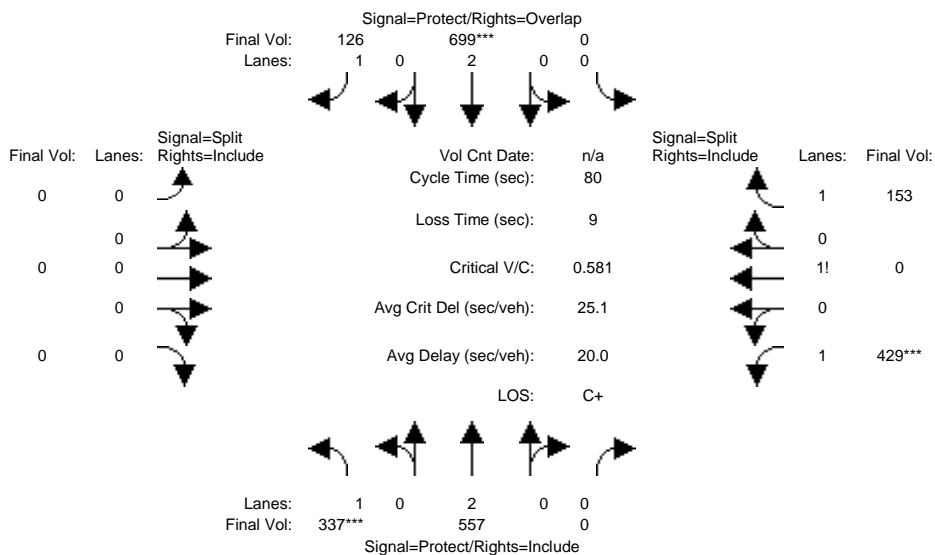 Signal=Protect/Rights=Overlap
Final Vol: 126 699*** 0
Lanes: 1 0 2 0 0
Signal=Split
Final Vol: Lanes: Rights=Include
Vol Cnt Date: n/a
Signal=Split
Rights=Include Lanes: Final Vol:
Cycle Time (sec): 80
0 0
1 153
Loss Time (sec): 9
0
0
0 0
Critical V/C: 0.581
1! 0
0
Avg Crit Del (sec/veh): 25.1
0
0 0
Avg Delay (sec/veh): 20.0
1 429***
LOS: C+
Lanes: 1 0 2 0 0
Final Vol: 337*** 557 0
Signal=Protect/Rights=Include